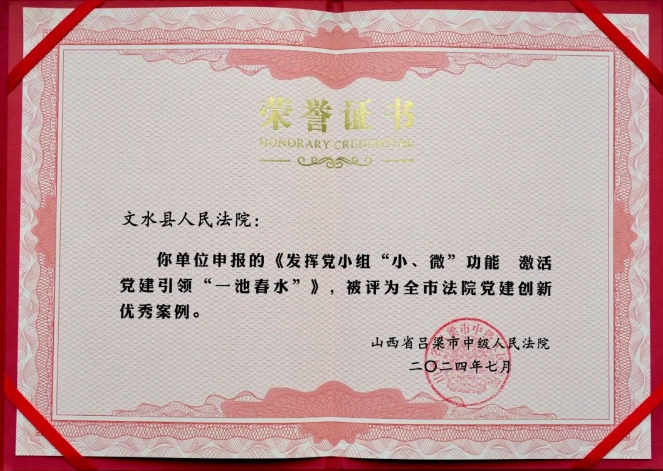 荣誉证书
HONORARY CREDENTIAL
文水县人民法院：
你单位申报的《发挥党小组“小、微”功能　激活
党建引领“一池春水”》，被评为全市法院党建创新
优秀案例。
山西省吕梁市中级人民法院
二〇二四年七月